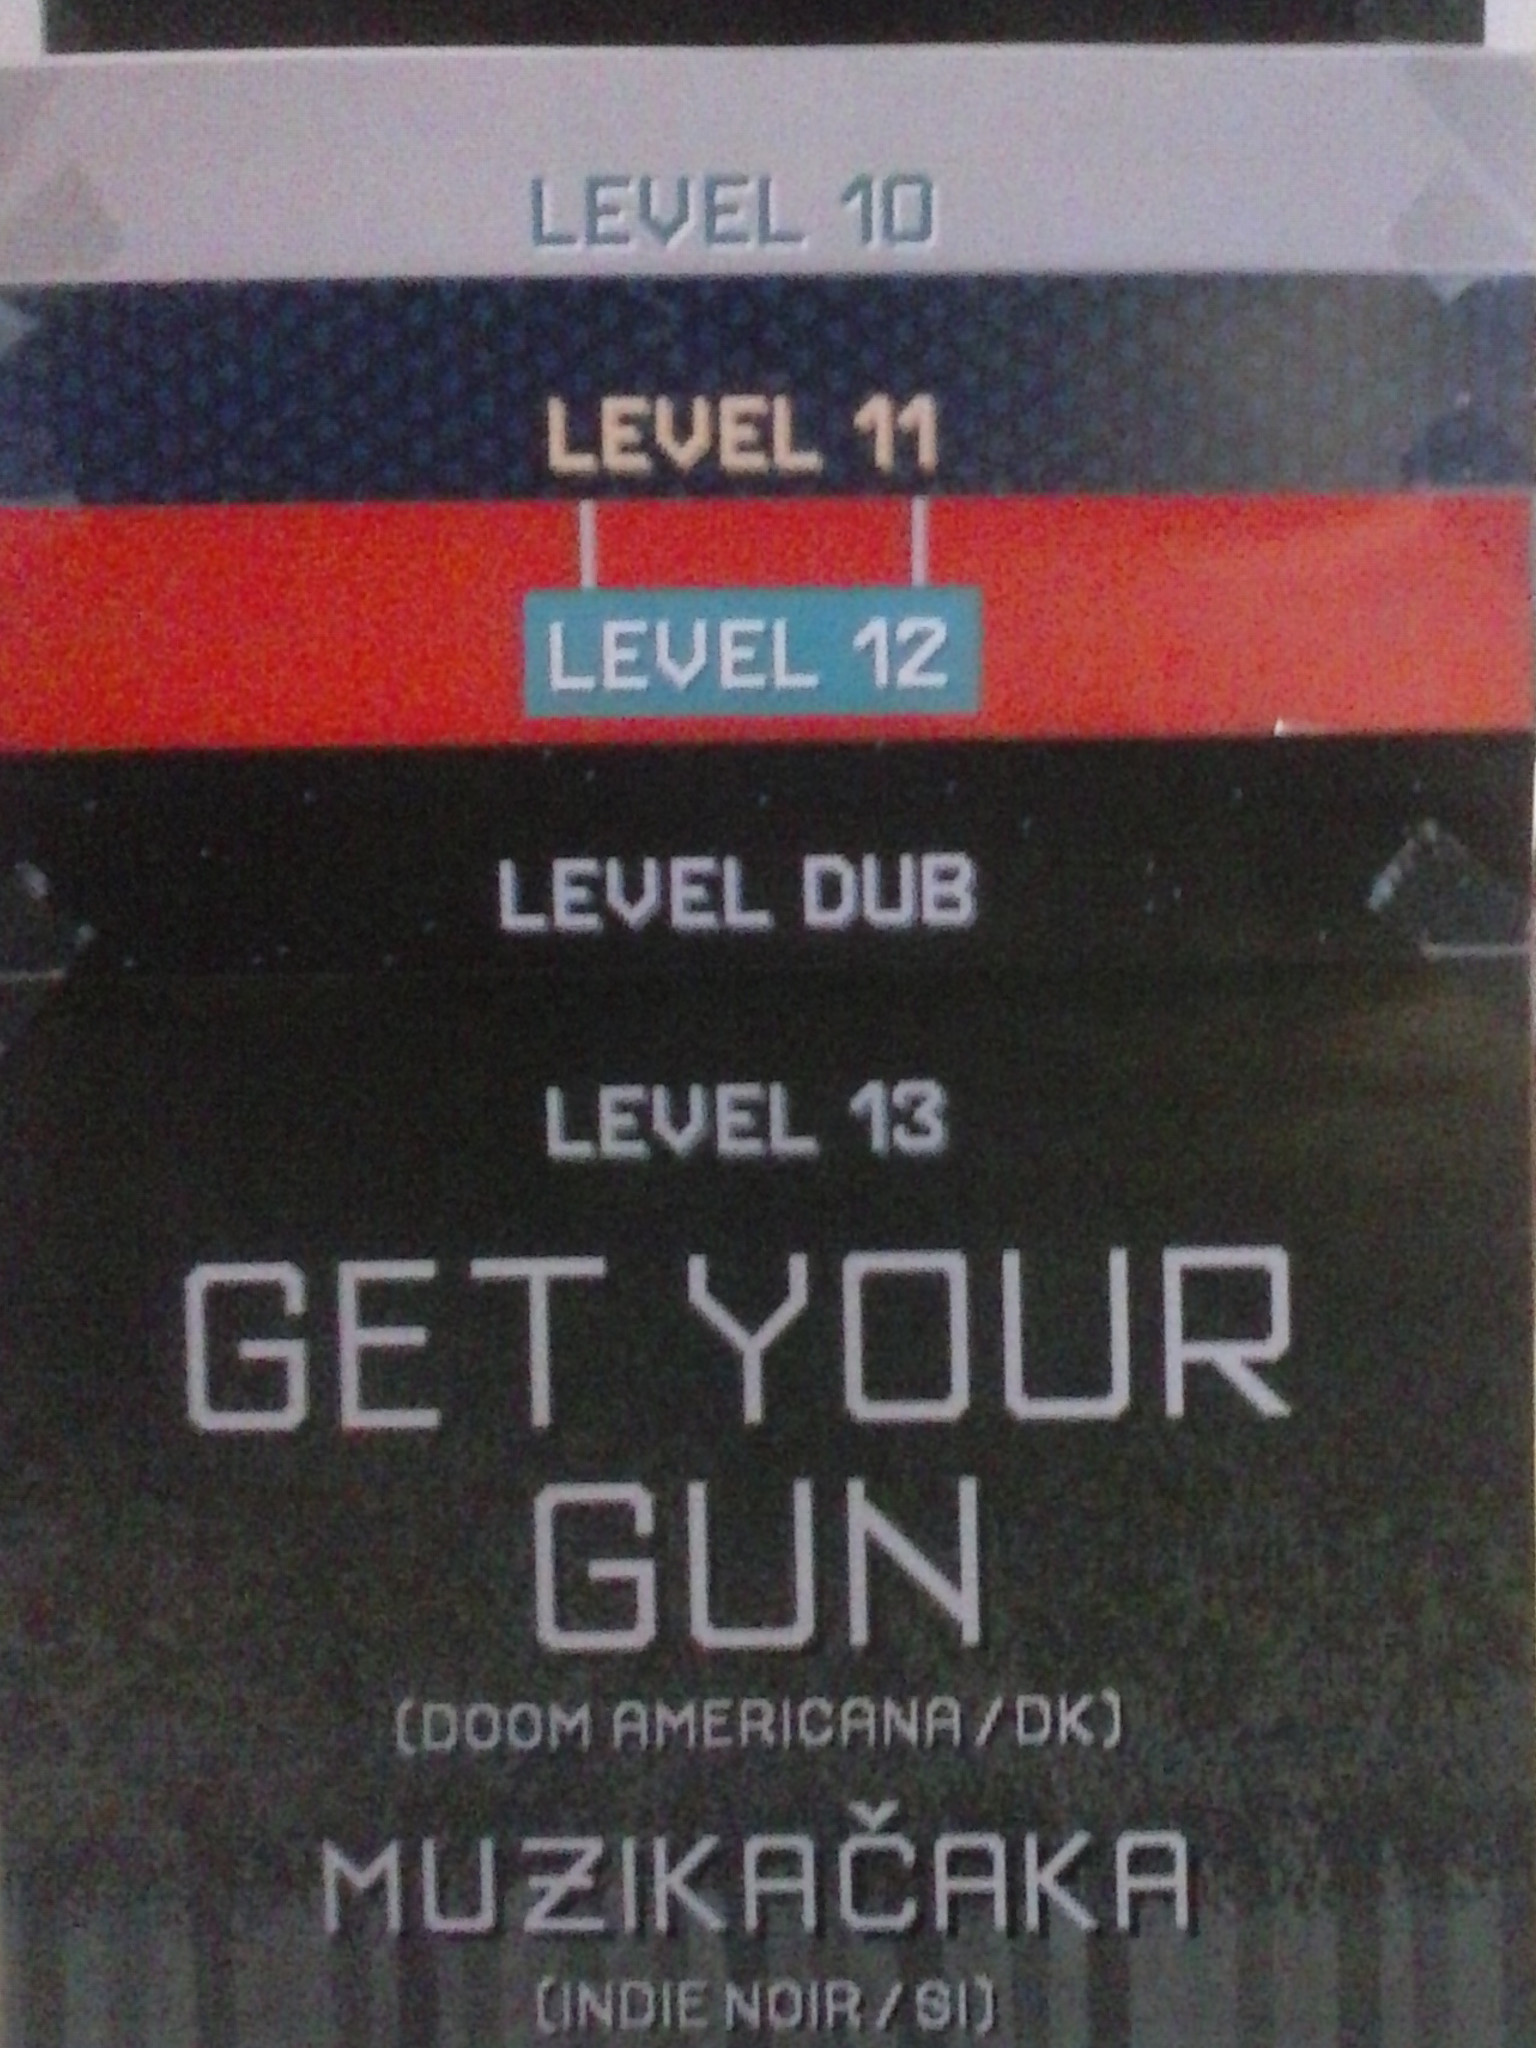 LEVEL 10
LEVEL 11
LEVEL 12
LEVEL DUB
LEVEL 13
GET YOUR
GUN
(DOOM AMERICANA/DK)
MUZIKAČAKA
(INDIE NOIR/SI)